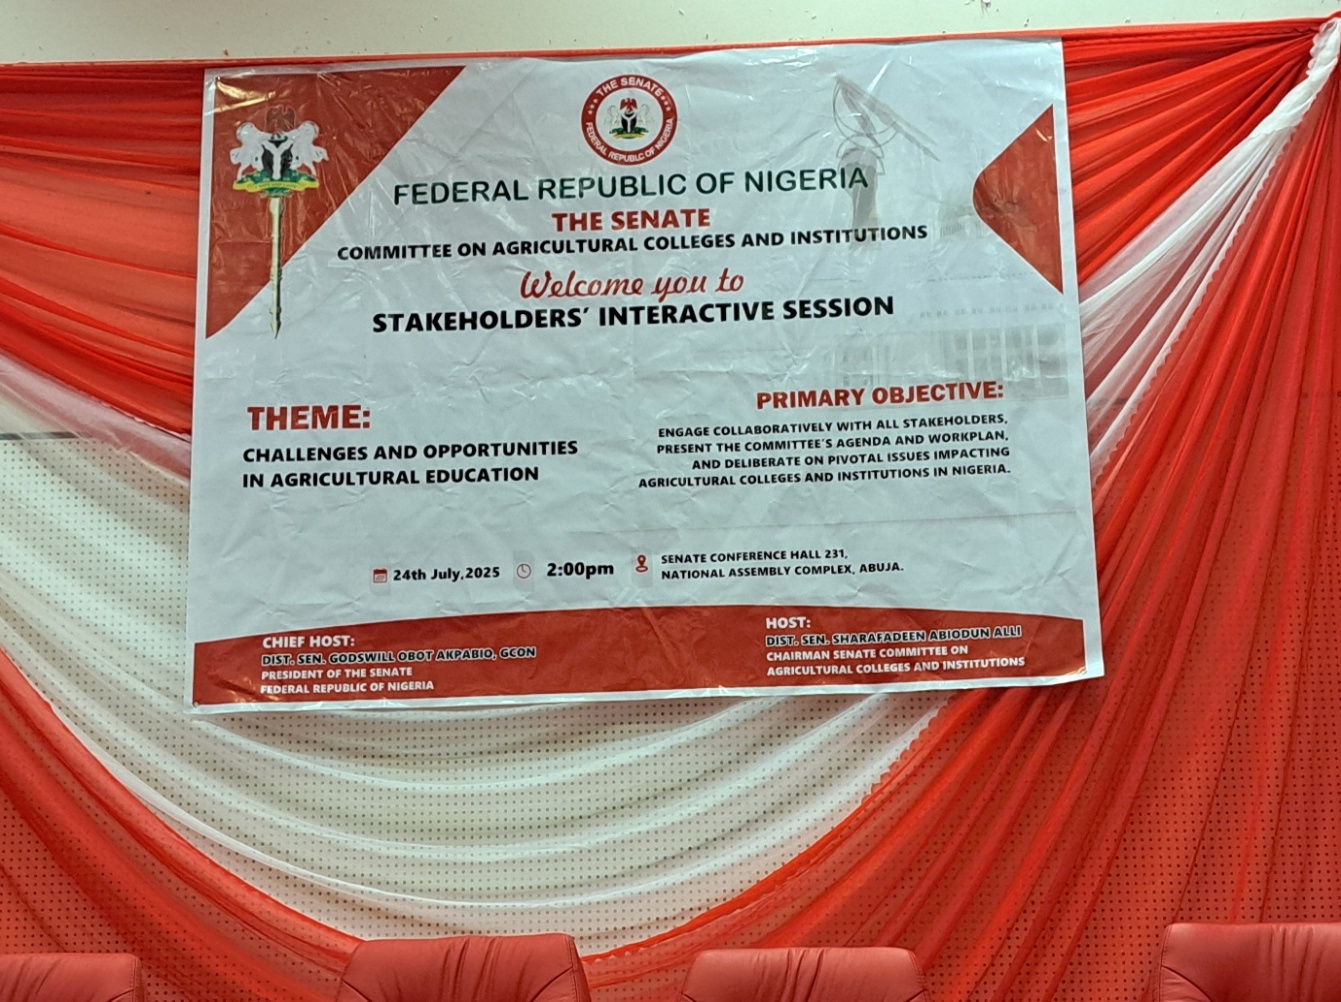 THE SENATE
FEDERAL REPUBLIC OF NIGERIA
FEDERAL REPUBLIC OF NIGERIA
THE SENATE
COMMITTEE ON AGRICULTURAL COLLEGES AND INSTITUTIONS
Welcome you to
STAKEHOLDERS' INTERACTIVE SESSION
THEME:
CHALLENGES AND OPPORTUNITIES
IN AGRICULTURAL EDUCATION
PRIMARY OBJECTIVE:
ENGAGE COLLABORATIVELY WITH ALL STAKEHOLDERS,
PRESENT THE COMMITTEE'S AGENDA AND WORKPLAN,
AND DELIBERATE ON PIVOTAL ISSUES IMPACTING
AGRICULTURAL COLLEGES AND INSTITUTIONS IN NIGERIA.
24th July,2025
2:00pm
SENATE CONFERENCE HALL 231,
NATIONAL ASSEMBLY COMPLEX, ABUJA.
CHIEF HOST:
DIST. SEN. GODSWILL OBOT AKPABIO, GCON
PRESIDENT OF THE SENATE
FEDERAL REPUBLIC OF NIGERIA
HOST:
DIST. SEN. SHARAFADEEN ABIODUN ALLI
CHAIRMAN SENATE COMMITTEE ON
AGRICULTURAL COLLEGES AND INSTITUTIONS